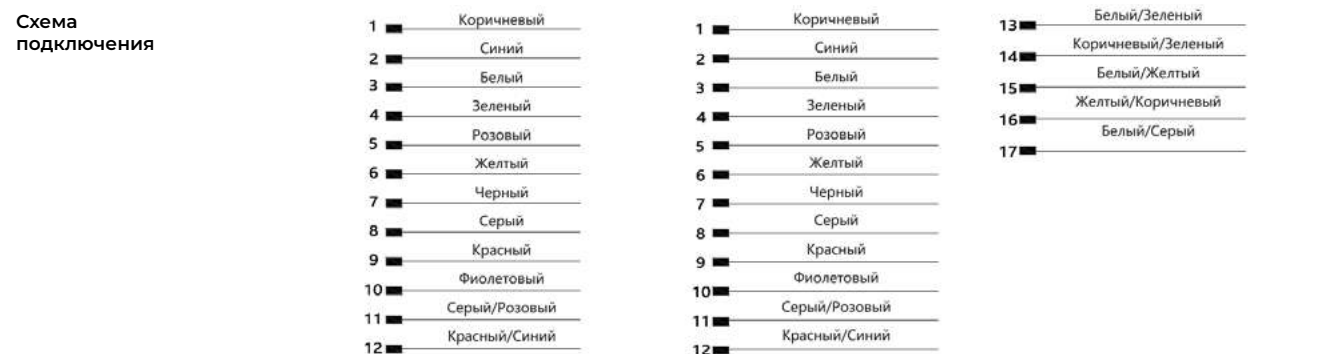 Схема
подключения
1 Коричневый
2 Синий
3 Белый
4 Зеленый
5 Розовый
6 Желтый
7 Черный
8 Серый
9 Красный
10 Фиолетовый
11 Серый/Розовый
12 Красный/Синий
1 Коричневый
2 Синий
3 Белый
4 Зеленый
5 Розовый
6 Желтый
7 Черный
8 Серый
9 Красный
10 Фиолетовый
11 Серый/Розовый
12 Красный/Синий
13 Белый/Зеленый
14 Коричневый/Зеленый
15 Белый/Желтый
16 Желтый/Коричневый
17 Белый/Серый